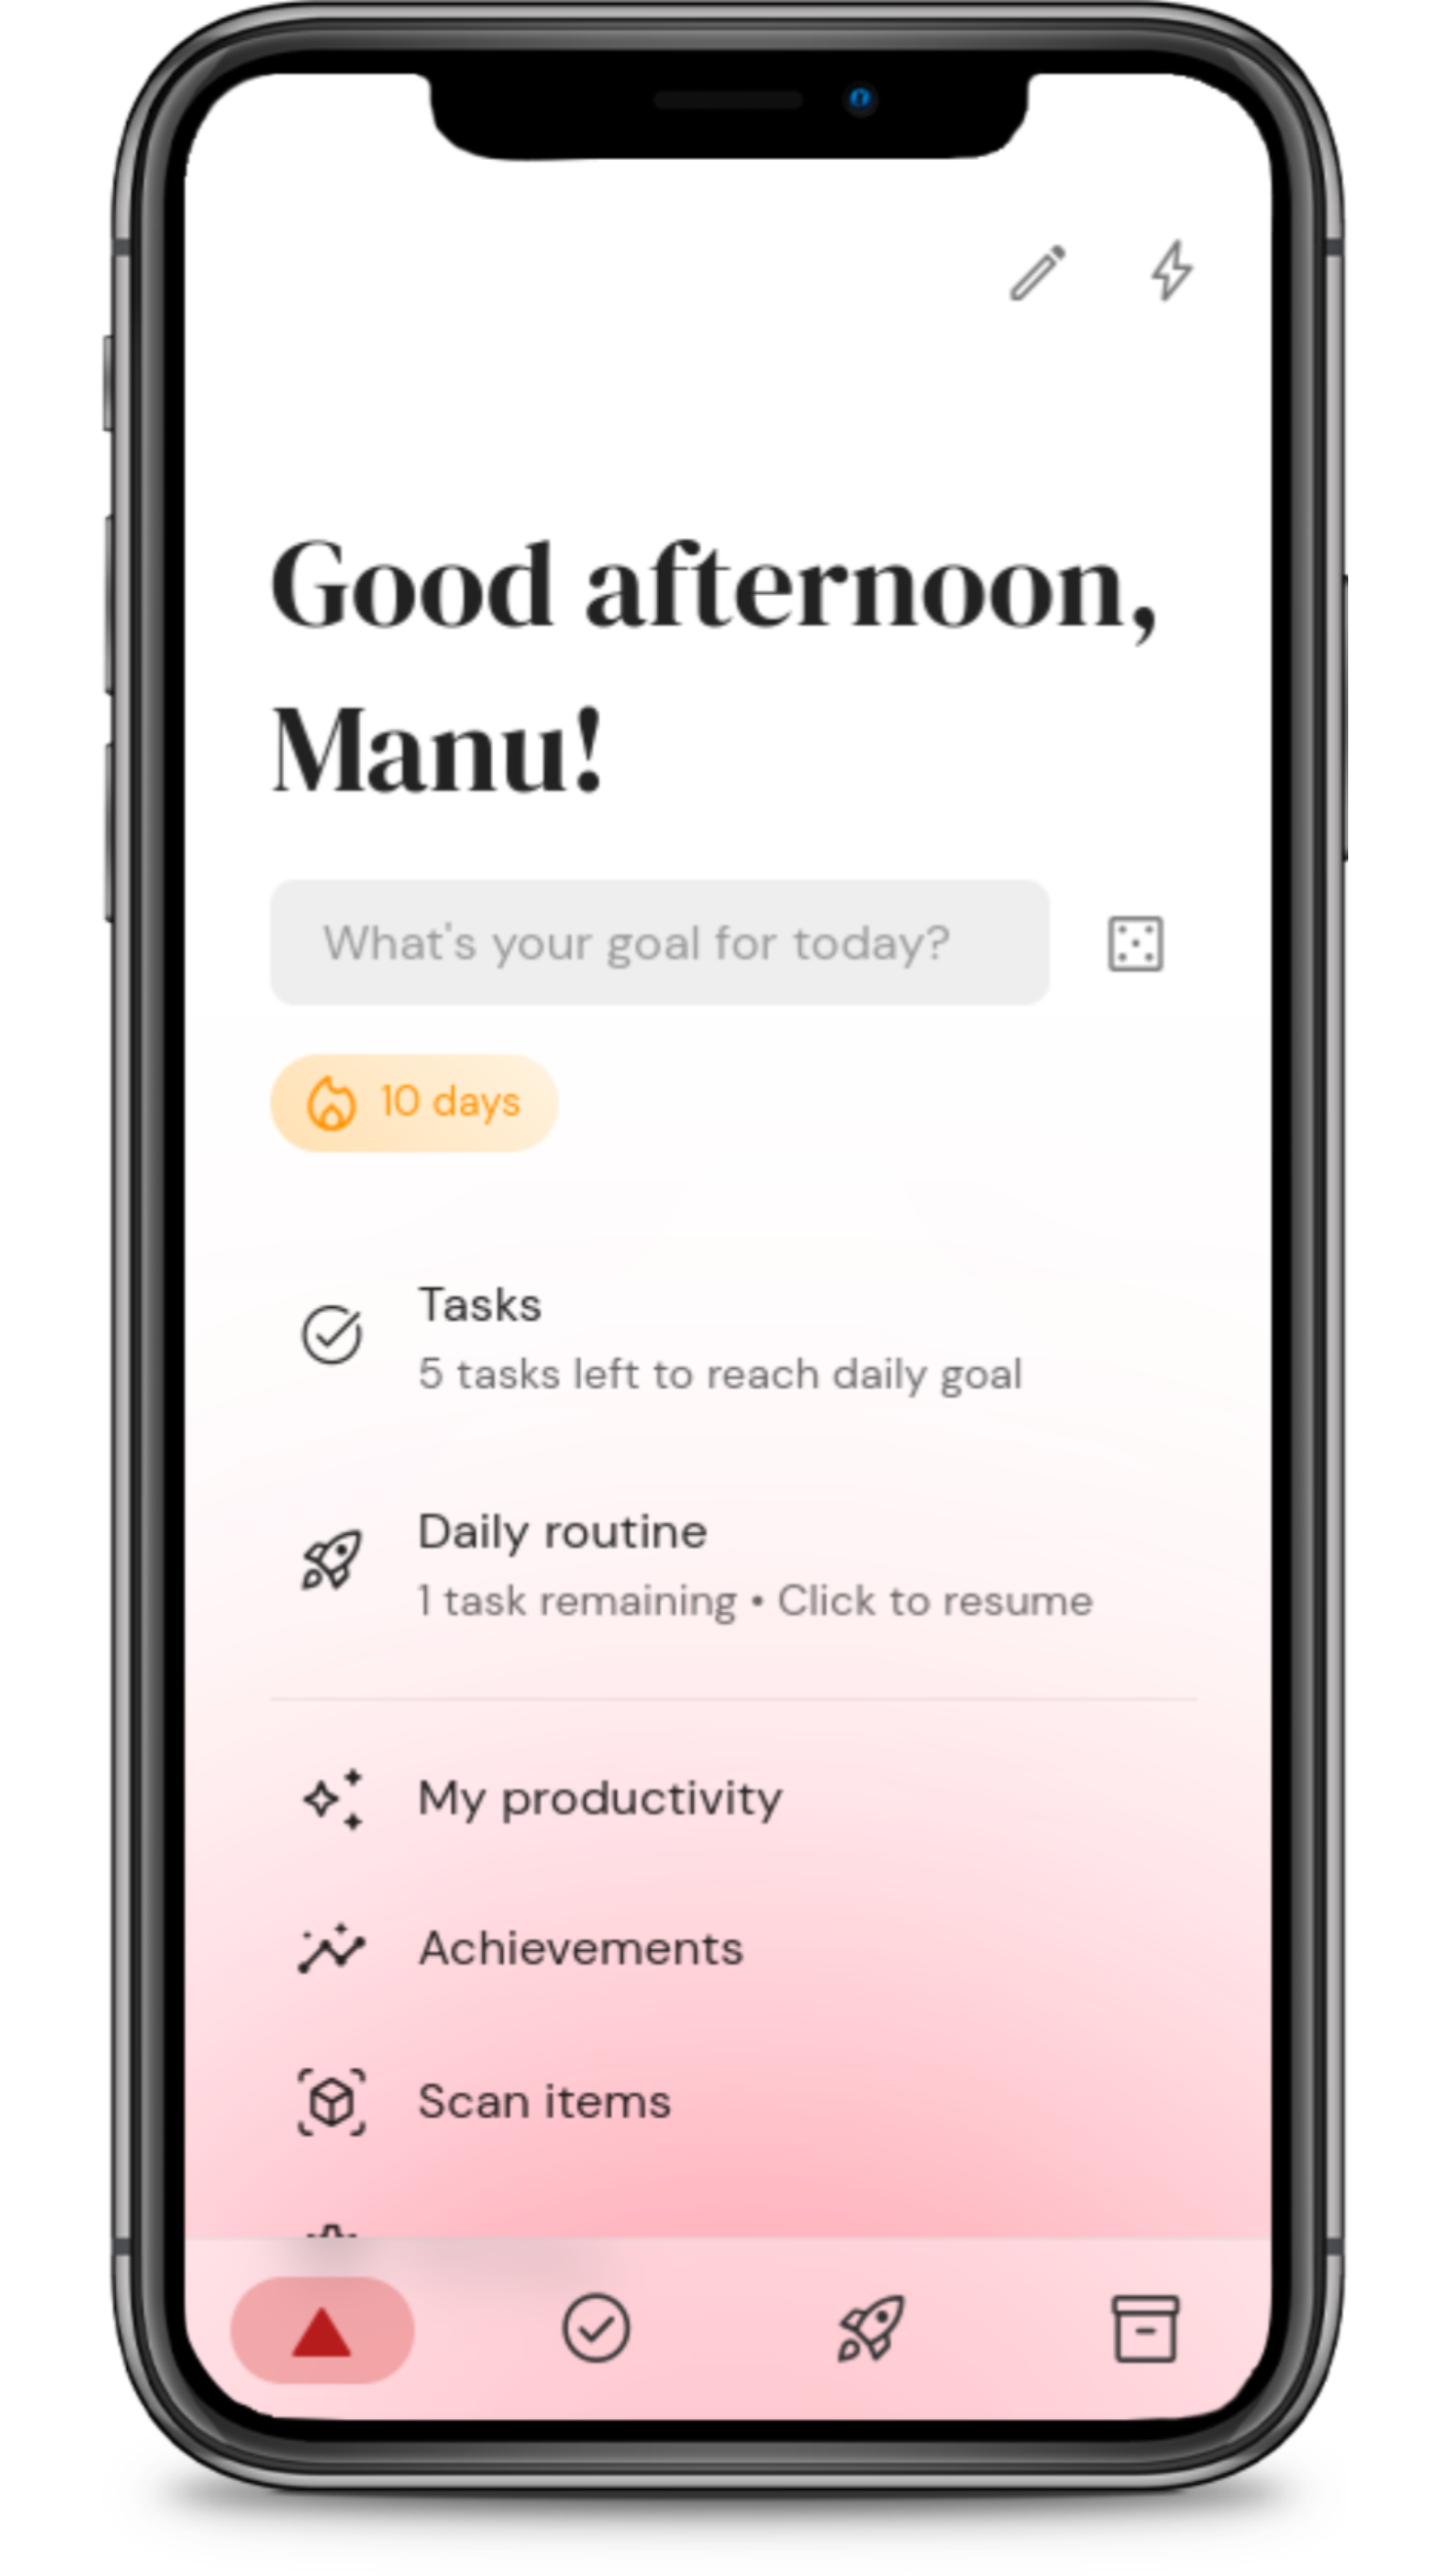 Good afternoon,
Manu!
What's your goal for today?
10 days
Tasks
5 tasks left to reach daily goal
Daily routine
1 task remaining • Click to resume
My productivity
Achievements
Scan items